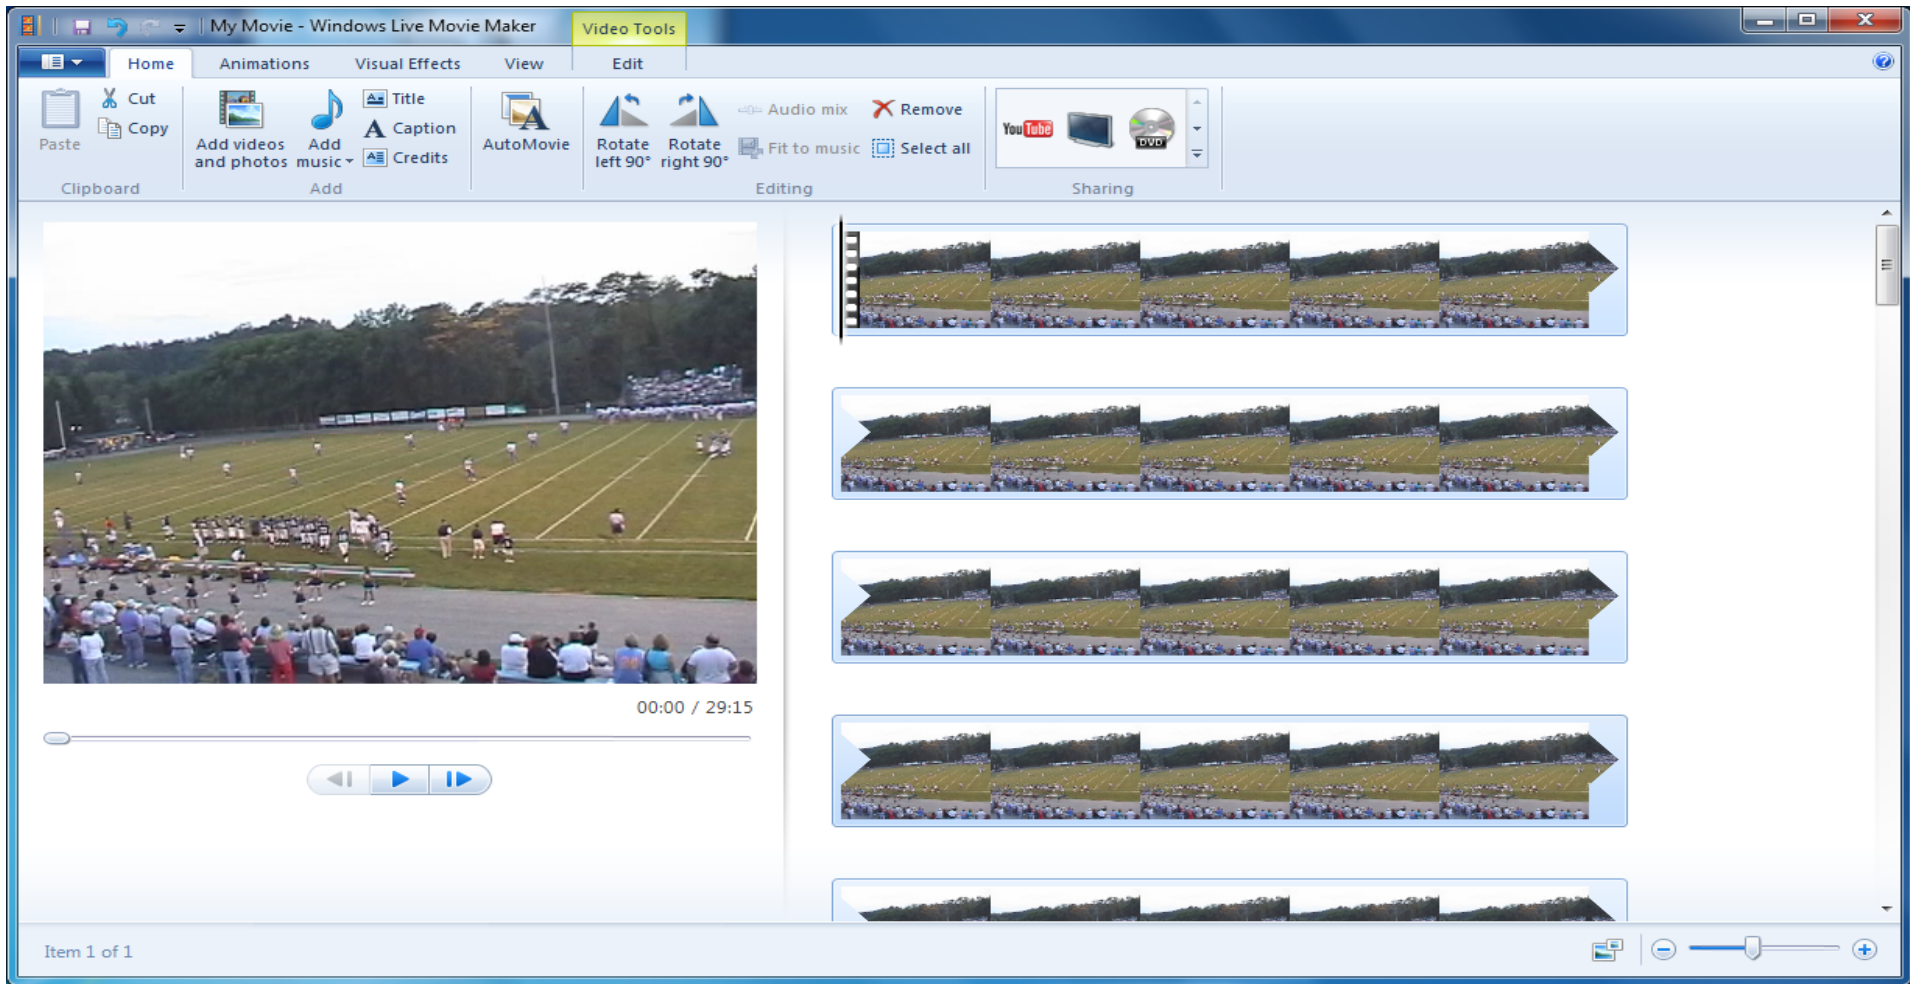 My Movie - Windows Live Movie Maker
Video Tools
Home
Animations
Visual Effects
View
Edit
Paste
Cut
Copy
Clipboard
Add videos
and photos
Add
music
Title
Caption
Credits
Add
AutoMovie
Rotate
left 90°
Rotate
right 90°
Audio mix
Fit to music
Remove
Select all
Editing
YouTube
DVD
Sharing
00:00 / 29:15
Item 1 of 1